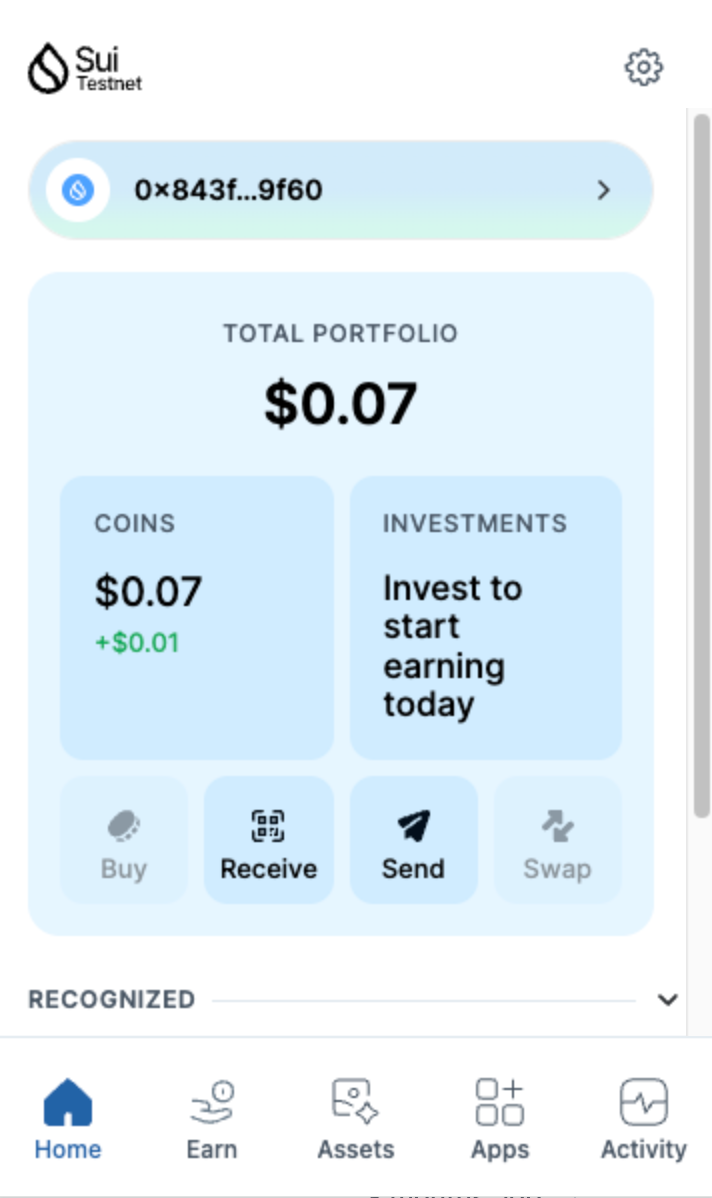 Sui
Testnet
0×843f...9f60
TOTAL PORTFOLIO
$0.07
COINS
$0.07
+$0.01
INVESTMENTS
Invest to
start
earning
today
Buy
Receive
Send
Swap
RECOGNIZED
Home
Earn
Assets
Apps
Activity